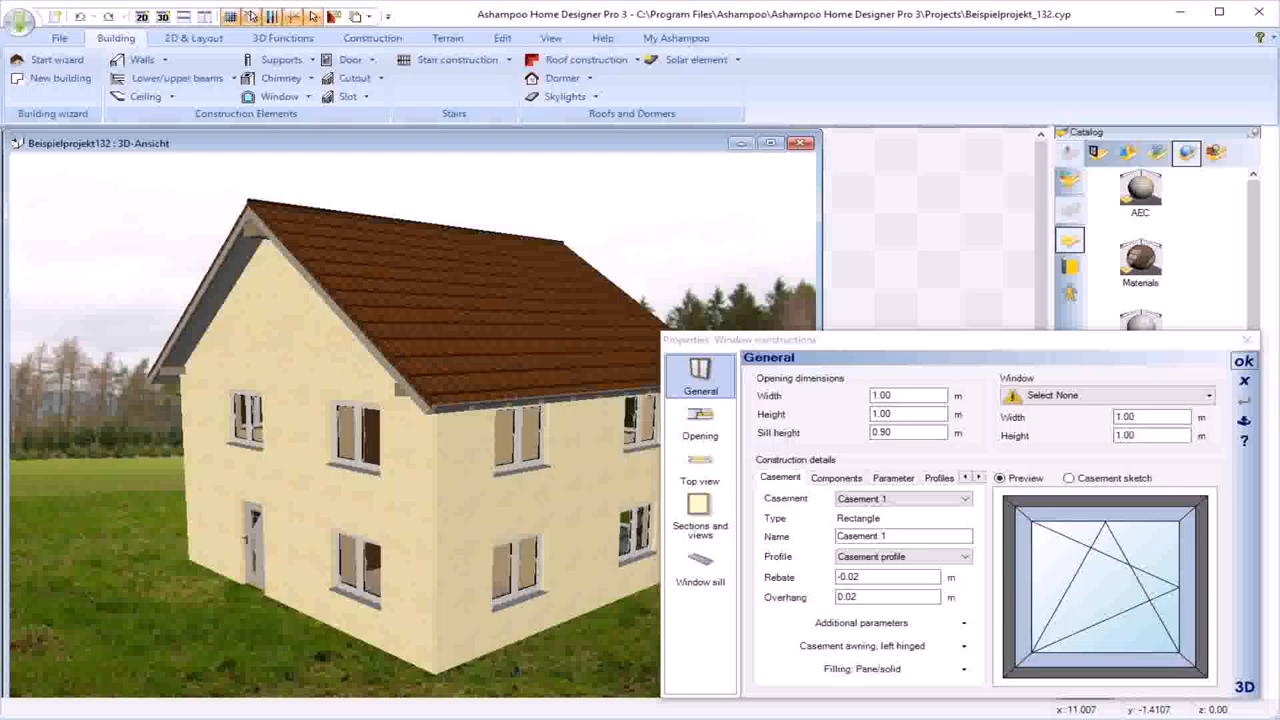 2D 3D
Ashampoo Home Designer Pro 3 - C:\Program Files\Ashampoo\Ashampoo Home Designer Pro 3\Projects\Beispielprojekt_132.cyp
File Building 2D & Layout 3D Functions Construction Terrain Edit View Help My Ashampoo
Start wizard Walls Supports Door Stair construction Roof construction Solar element
New building Lower/upper beams Chimney Cutout Dormer
Ceiling Window Slot Skylights
Building wizard Construction Elements Stairs Roofs and Dormers
Beispielprojekt132 : 3D-Ansicht
Catalog
AEC
Materials
Properties Window constructions
General
ok
General
Opening dimensions Window
Width 1.00 m
Select None
Height 1.00 m
Width 1.00 m
Sill height 0.90 m
Height 1.00 m
Opening
Construction details
Casement Components Parameter Profiles Preview Casement sketch
Top view
Casement Casement 1
Type Rectangle
Sections and
views
Name Casement 1
Profile Casement profile
Rebate -0.02 m
Window sill
Overhang 0.02 m
Additional parameters
Casement awning, left hinged
Filling: Pane/solid
3D
x: 11.007 y: -1.4107 z: 0.00